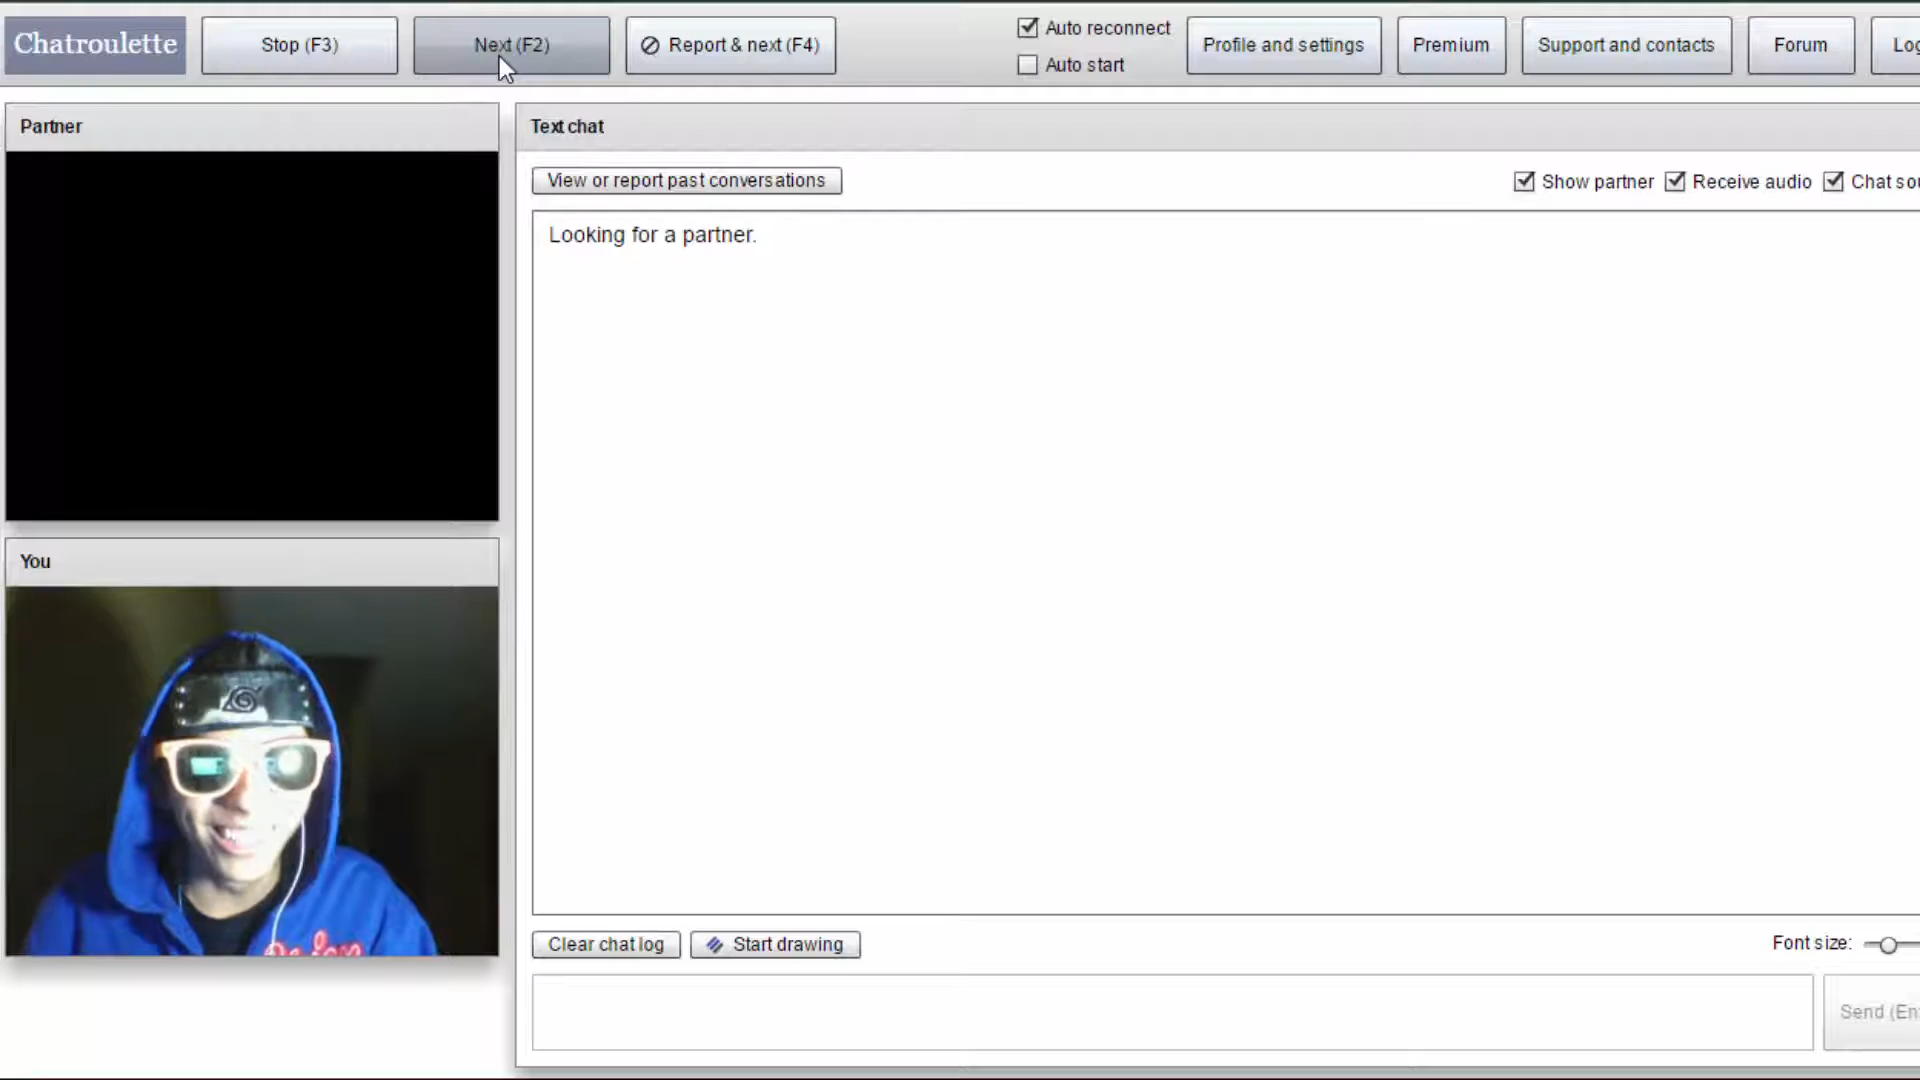 Chatroulette
Stop (F3)
Next (F2)
Report & next (F4)
Auto reconnect
Auto start
Profile and settings
Premium
Support and contacts
Forum
Partner
Text chat
View or report past conversations
Show partner
Receive audio
Chat
Looking for a partner.
You
Clear chat log
Start drawing
Font size:
Send